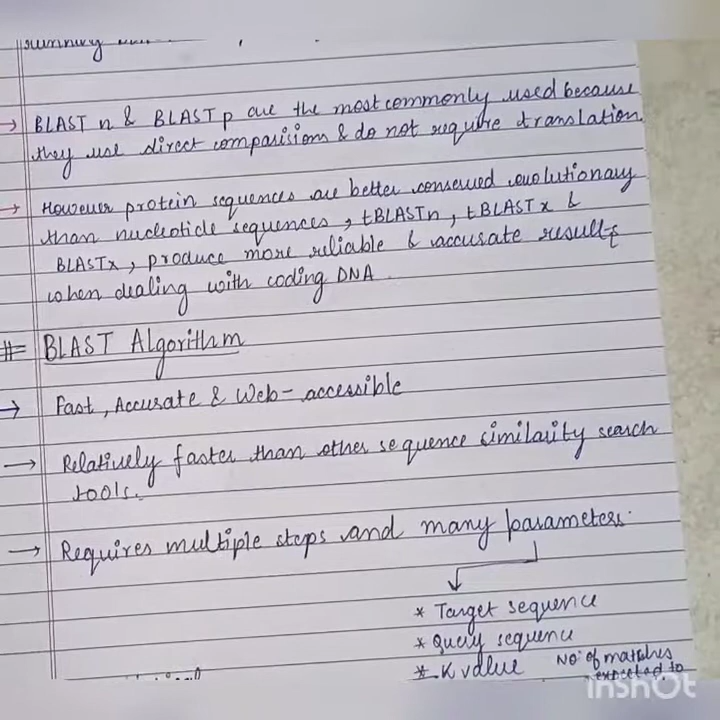 → BLAST n & BLAST p are the most commonly used because
they use direct comparisions & do not require translation.
→ However protein sequences are better conserved evolutionary
than nucleotide sequences, tBLASTn, tBLASTx &
BLASTx, produce more reliable & accurate results
when dealing with coding DNA.
#= BLAST Algorithm
→ Fast, Accurate & Web-accessible
→ Relatively faster than other sequence similarity search
tools.
→ Requires multiple steps and many parameters.
* Target sequence
* Query sequence
* K value No. of matches
expected to
InShOt